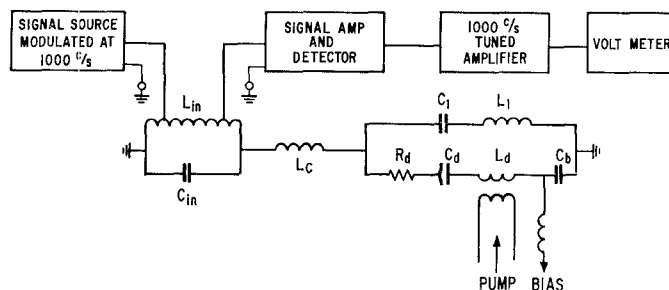 SIGNAL SOURCE
MODULATED AT
1000 c/s
SIGNAL AMP
AND
DETECTOR
1000 c/s
TUNED
AMPLIFIER
VOLT METER
Lin
Cin
LC
C1
L1
Rd
Cd
Ld
Cb
PUMP
BIAS